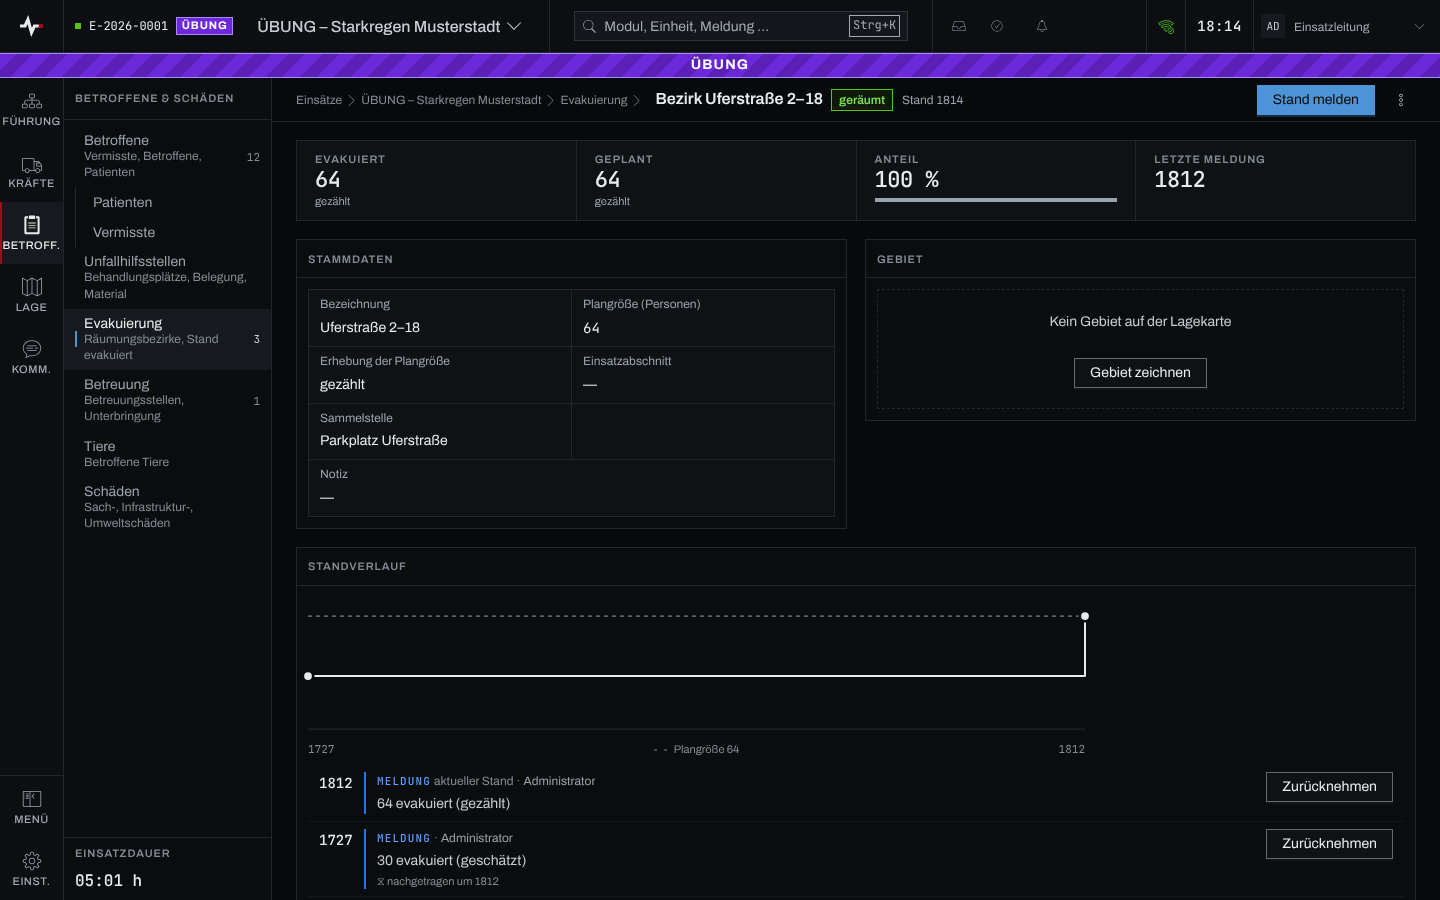 E-2026-0001 ÜBUNG ÜBUNG – Starkregen Musterstadt Modul, Einheit, Meldung ... Strg+K 18:14 AD Einsatzleitung
ÜBUNG
FÜHRUNG
KRÄFTE
BETROFF.
LAGE
KOMM.
MENÜ
EINST.
BETROFFENE & SCHÄDEN
Betroffene
Vermisste, Betroffene,
Patienten
12
Patienten
Vermisste
Unfallhilfsstellen
Behandlungsplätze, Belegung,
Material
Evakuierung
Räumungsbezirke, Stand
evakuiert
3
Betreuung
Betreuungsstellen,
Unterbringung
1
Tiere
Betroffene Tiere
Schäden
Sach-, Infrastruktur-,
Umweltschäden
EINSATZDAUER
05:01 h
Einsätze ÜBUNG – Starkregen Musterstadt Evakuierung Bezirk Uferstraße 2–18 geräumt Stand 1814 Stand melden
EVAKUIERT
64
gezählt
GEPLANT
64
gezählt
ANTEIL
100 %
LETZTE MELDUNG
1812
STAMMDATEN
Bezeichnung
Uferstraße 2–18
Plangröße (Personen)
64
Erhebung der Plangröße
gezählt
Einsatzabschnitt
—
Sammelstelle
Parkplatz Uferstraße
Notiz
—
GEBIET
Kein Gebiet auf der Lagekarte
Gebiet zeichnen
STANDVERLAUF
1727 - - Plangröße 64 1812
1812 MELDUNG aktueller Stand · Administrator
64 evakuiert (gezählt)
Zurücknehmen
1727 MELDUNG · Administrator
30 evakuiert (geschätzt)
⧖ nachgetragen um 1812
Zurücknehmen